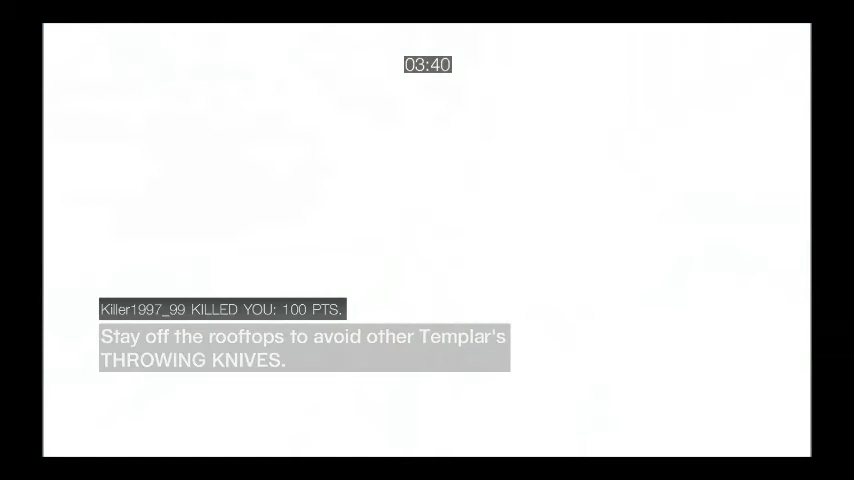 03:40
Killer1997_99 KILLED YOU: 100 PTS.
Stay off the rooftops to avoid other Templar's
THROWING KNIVES.